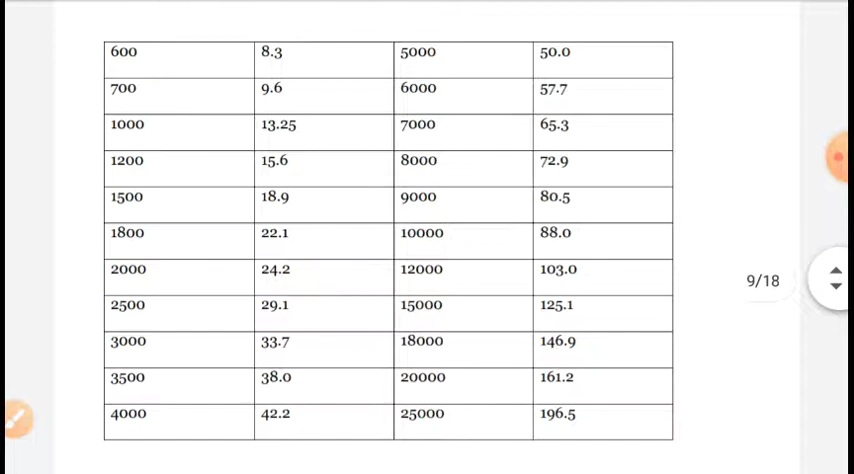 600 8.3 5000 50.0
700 9.6 6000 57.7
1000 13.25 7000 65.3
1200 15.6 8000 72.9
1500 18.9 9000 80.5
1800 22.1 10000 88.0
2000 24.2 12000 103.0
9/18
2500 29.1 15000 125.1
3000 33.7 18000 146.9
3500 38.0 20000 161.2
4000 42.2 25000 196.5